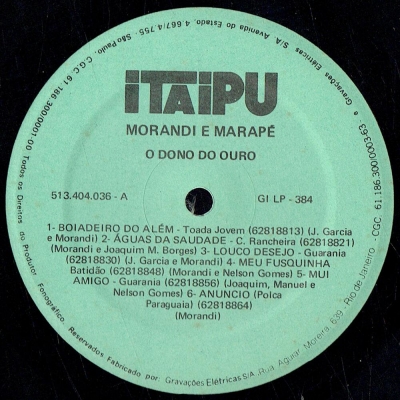 ITAIPU
MORANDI E MARAPÉ
O DONO DO OURO
513.404.036 - A
GI LP - 384
1- BOIADEIRO DO ALÉM - Toada Jovem (62818813) (J. Garcia
e Morandi) 2- ÁGUAS DA SAUDADE - C. Rancheira (62818821)
(Morandi e Joaquim M. Borges) 3- LOUCO DESEJO - Guarania
(62818830) (J. Garcia e Morandi) 4- MEU FUSQUINHA
Batidão (62818848) (Morandi e Nelson Gomes) 5- MUI
AMIGO - Guarania (62818856) (Joaquim, Manuel e
Nelson Gomes) 6- ANUNCIO (Polca
Paraguaia) (62818864)
(Morandi)
Todos os Direitos do Produtor Fonográfico Reservados Fabricado por: Gravações Elétricas S/A Rua Aguiar Moreira, 639 Rio de Janeiro - CGC. 61.186.300/0003-63 e Gravações Elétricas S/A. Avenida do Estado, 4.667/4.755 - São Paulo. C.G.C. 61.186.300/0001-00